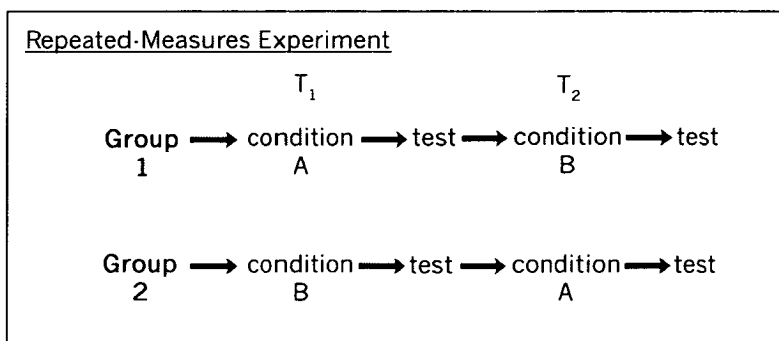 Repeated-Measures Experiment
T₁ T₂
Group → condition → test → condition → test
1 A B
Group → condition → test → condition → test
2 B A